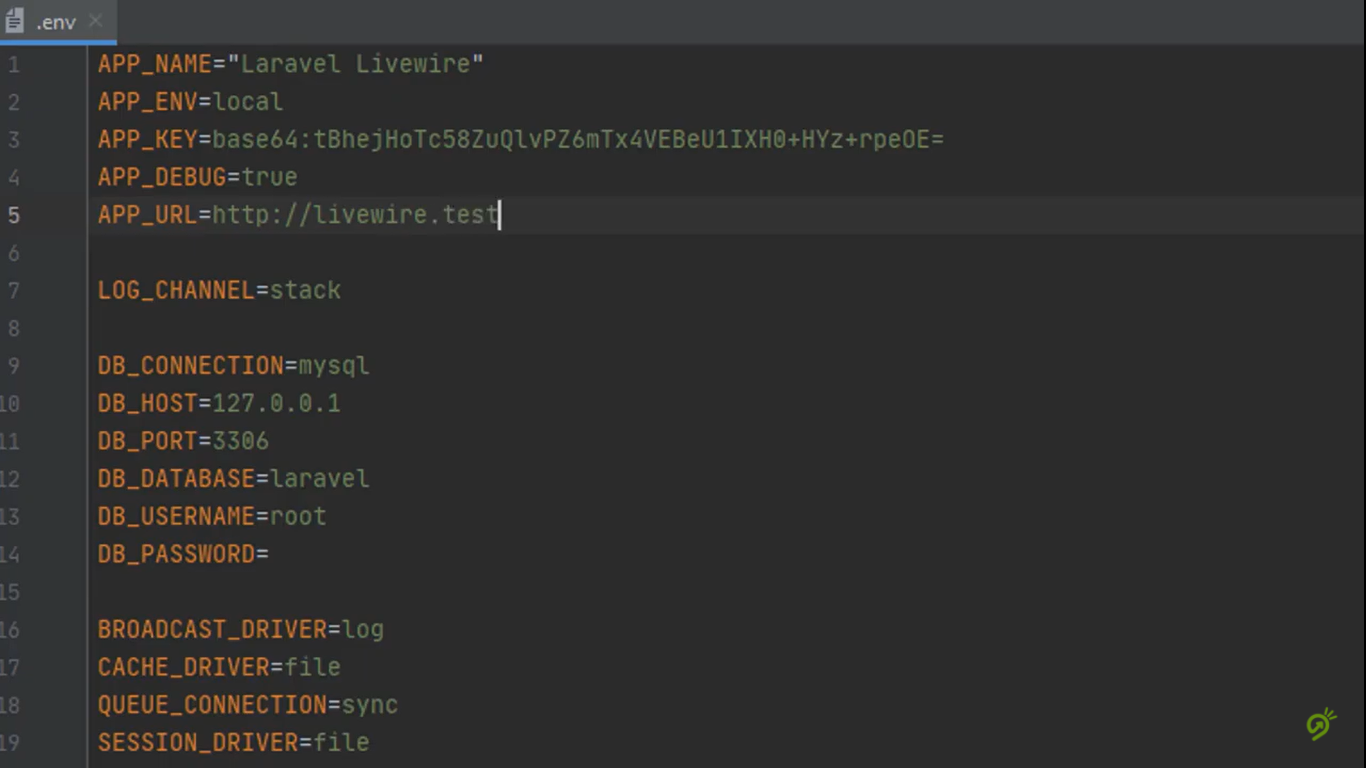 .env
1 APP_NAME="Laravel Livewire"
2 APP_ENV=local
3 APP_KEY=base64:tBhejHoTc58ZuQlvPZ6mTx4VEBeU1IXH0+HYz+rpeOE=
4 APP_DEBUG=true
5 APP_URL=http://livewire.test
6
7 LOG_CHANNEL=stack
8
9 DB_CONNECTION=mysql
10 DB_HOST=127.0.0.1
11 DB_PORT=3306
12 DB_DATABASE=laravel
13 DB_USERNAME=root
14 DB_PASSWORD=
15
16 BROADCAST_DRIVER=log
17 CACHE_DRIVER=file
18 QUEUE_CONNECTION=sync
19 SESSION_DRIVER=file